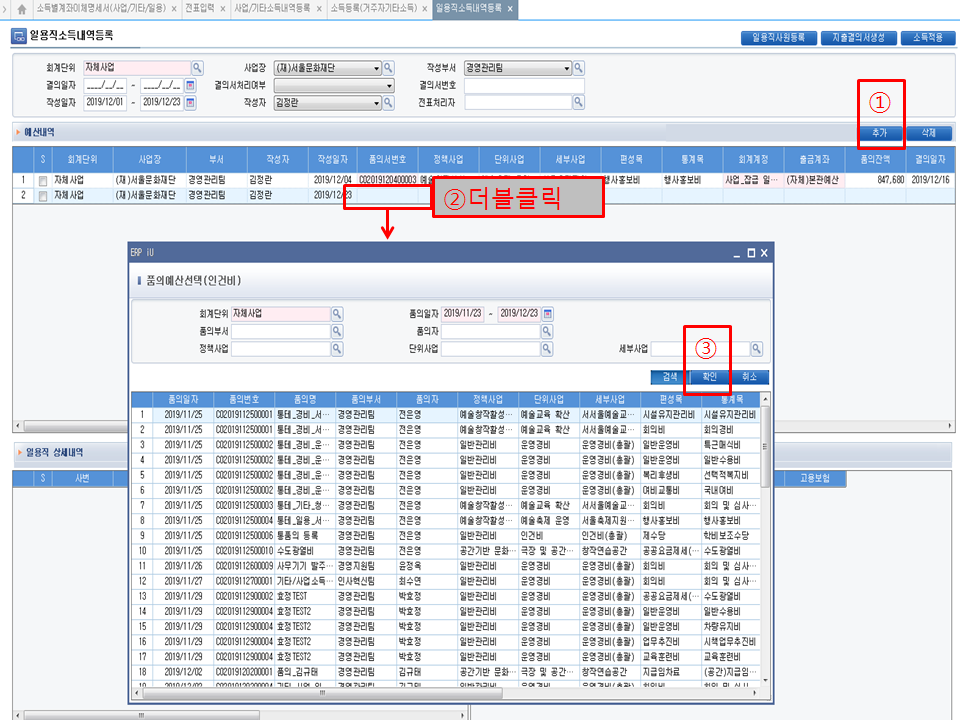 소득별계좌이체명세서(사업/기타/일용) × 전표입력 × 사업/기타소득내역등록 × 소득등록(거주자기타소득) × 일용직소득내역등록 ×
일용직소득내역등록 일용직사원등록 지출결의서생성 소득적용
회계단위 자체사업 사업장 (재)서울문화재단 작성부서 경영관리팀
결의일자 ____/__/__ - ____/__/__ 결의서처리여부 결의서번호
작성일자 2019/12/01 - 2019/12/23 작성자 김정란 전표처리자
①
예산내역 추가 삭제
S 회계단위 사업장 부서 작성자 작성일자 품의서번호 정책사업 단위사업 세부사업 편성목 통계목 회계계정 출금계좌 품의잔액 결의일자
1 자체사업 (재)서울문화재단 경영관리팀 김정란 2019/12/04 CO2019120400003 행사홍보비 행사홍보비 사업_잡급 일… (자체)본관예산 847,680 2019/12/16
2 자체사업 (재)서울문화재단 경영관리팀 김정란 2019/12/23
②더블클릭
ERP iU
품의예산선택(인건비)
회계단위 자체사업 품의일자 2019/11/23 ~ 2019/12/23
품의부서 품의자
정책사업 단위사업 세부사업
③
검색 확인 취소
품의일자 품의번호 품의명 품의부서 품의자 정책사업 단위사업 세부사업 편성목 통계목
1 2019/11/25 CO2019112500001 통테_경비_서… 경영관리팀 전은영 예술창작활성… 예술교육 확산 서서울예술교… 시설유지관리비 시설유지관리비
2 2019/11/25 CO2019112500001 통테_경비_서… 경영관리팀 전은영 예술창작활성… 예술교육 확산 서서울예술교… 회의비 회의경비
3 2019/11/25 CO2019112500002 통테_경비_운… 경영관리팀 전은영 일반관리비 운영경비 운영경비(총괄) 일반운영비 특근매식비
4 2019/11/25 CO2019112500002 통테_경비_운… 경영관리팀 전은영 일반관리비 운영경비 운영경비(총괄) 일반운영비 일반수용비
5 2019/11/25 CO2019112500002 통테_경비_운… 경영관리팀 전은영 일반관리비 운영경비 운영경비(총괄) 복리후생비 선택적복지비
6 2019/11/25 CO2019112500002 통테_경비_운… 경영관리팀 전은영 일반관리비 운영경비 운영경비(총괄) 여비교통비 국내여비
7 2019/11/25 CO2019112500003 통테_기타_청… 경영관리팀 전은영 예술창작활성… 예술교육 확산 서서울예술교… 회의비 회의 및 심사…
8 2019/11/25 CO2019112500004 통테_일용_서… 경영관리팀 전은영 예술창작활성… 예술축제 운영 서울축제지원… 행사홍보비 행사홍보비
9 2019/11/25 CO2019112500006 통품의 등록 경영관리팀 전은영 일반관리비 인건비 인건비(총괄) 제수당 학비보조수당
10 2019/11/25 CO2019112500010 수도광열비 경영관리팀 전은영 공간기반 문화… 극장 및 공간… 창작연습공간 공공요금제세(… 수도광열비
11 2019/11/26 CO2019112600009 사무기기 발주… 경영지원팀 윤정옥 일반관리비 운영경비 운영경비(총괄) 회의비 회의 및 심사…
12 2019/11/27 CO2019112700001 기타/사업소득… 인사혁신팀 최수연 일반관리비 운영경비 운영경비(총괄) 회의비 회의 및 심사…
13 2019/11/29 CO2019112900002 효정TEST 경영관리팀 박효정 일반관리비 운영경비 운영경비(총괄) 공공요금제세(… 수도광열비
14 2019/11/29 CO2019112900004 효정TEST2 경영관리팀 박효정 일반관리비 운영경비 운영경비(총괄) 일반운영비 일반수용비
15 2019/11/29 CO2019112900004 효정TEST2 경영관리팀 박효정 일반관리비 운영경비 운영경비(총괄) 일반운영비 차량유지비
16 2019/11/29 CO2019112900004 효정TEST2 경영관리팀 박효정 일반관리비 운영경비 운영경비(총괄) 업무추진비 시책업무추진비
17 2019/11/29 CO2019112900004 효정TEST2 경영관리팀 박효정 일반관리비 운영경비 운영경비(총괄) 교육훈련비 교육훈련비
18 2019/12/02 CO2019120200001 품의_김규태 경영관리팀 김규태 공간기반 문화… 극장 및 공간… 창작연습공간 지급임차료 (공간)지급임…
일용직 상세내역
S 사번 고용보험